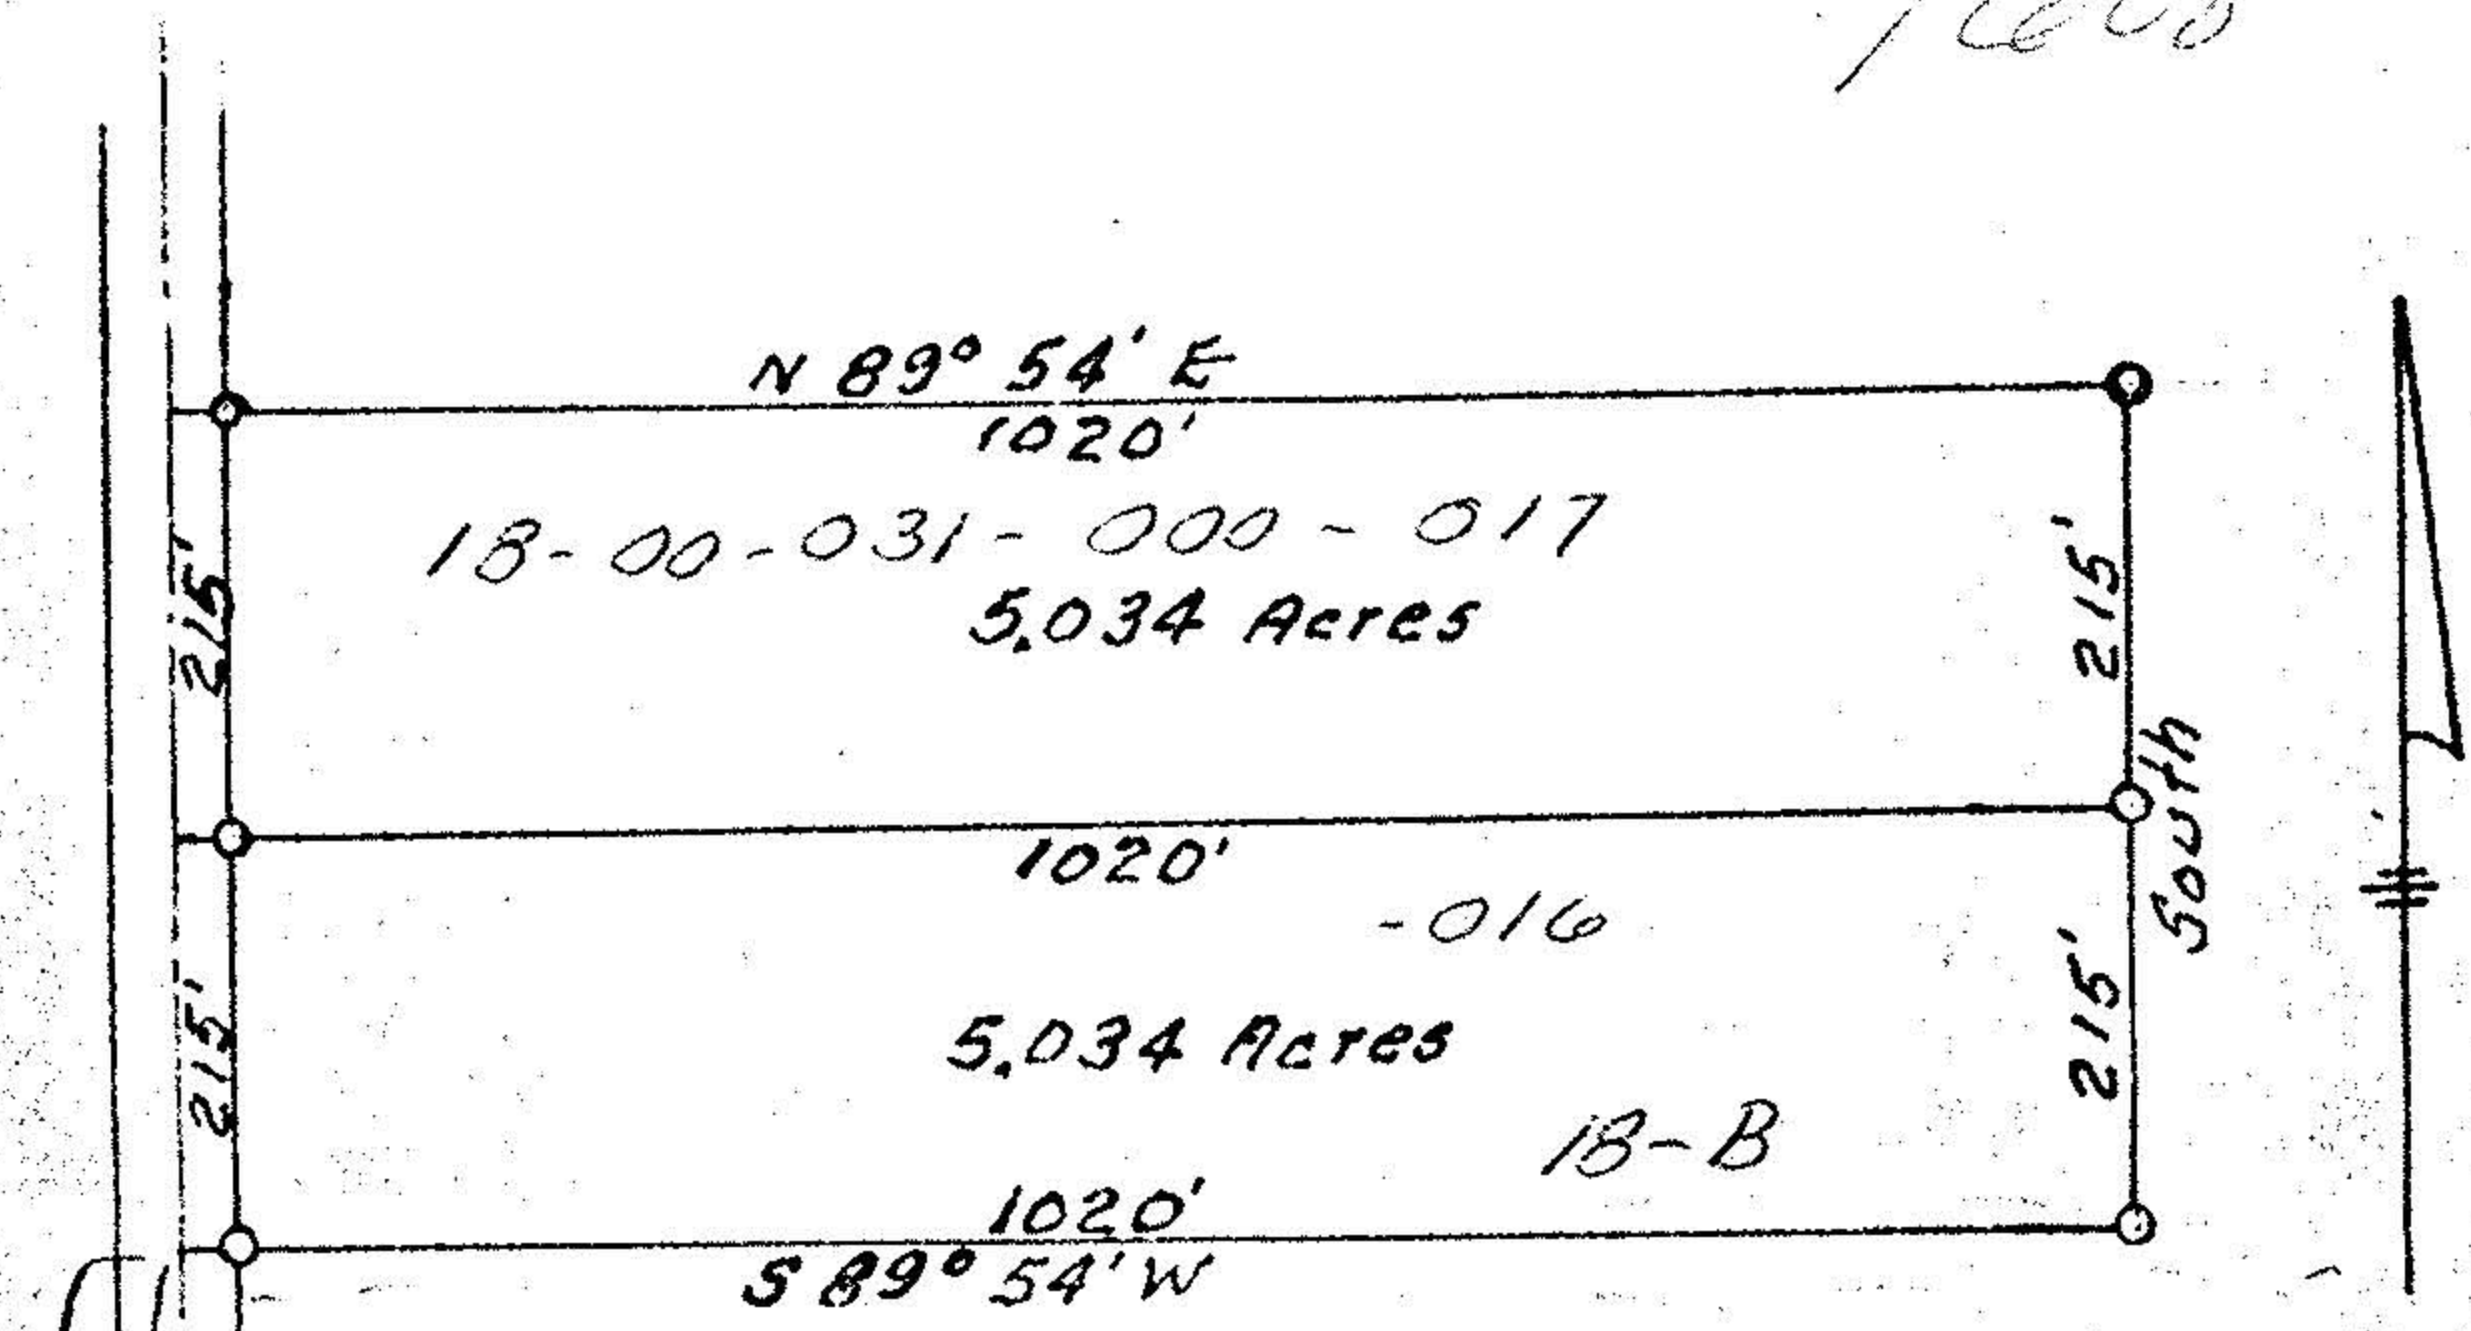 N 89° 54' E
1020'
18-00-031-000-017
5.034 Acres
215'
215'
South
1020'
-016
5.034 Acres
215'
215'
18-B
1020'
S 89° 54' W